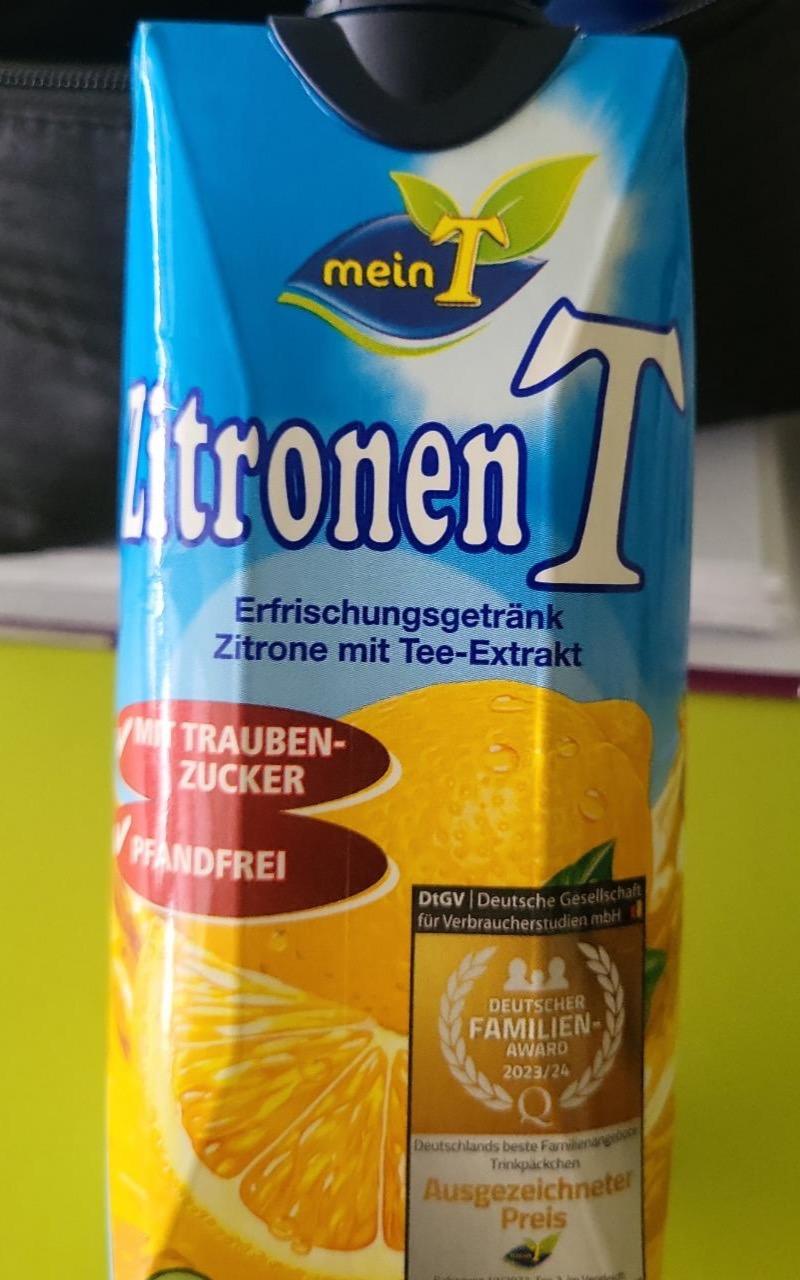 mein T
Zitronen T
Erfrischungsgetränk
Zitrone mit Tee-Extrakt
MIT TRAUBEN-
ZUCKER
PFANDFREI
DtGV | Deutsche Gesellschaft
für Verbraucherstudien mbH
DEUTSCHER
FAMILIEN-
AWARD
2023/24
Q
Deutschlands beste Familienangebote
Trinkpäckchen
Ausgezeichneter
Preis